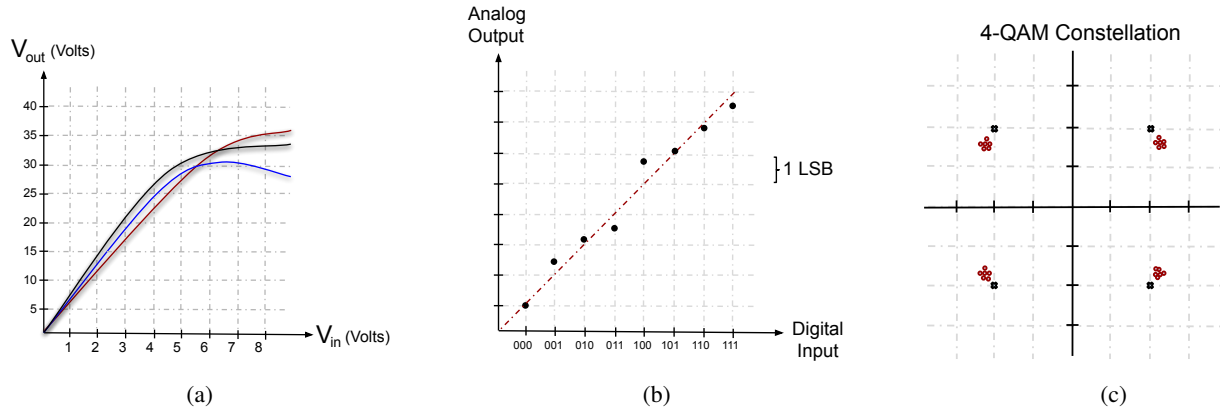 V_out (Volts)
40
35
30
25
20
15
10
5
1 2 3 4 5 6 7 8
V_in (Volts)
(a)
Analog
Output
1 LSB
000 001 010 011 100 101 110 111
Digital
Input
(b)
4-QAM Constellation
(c)